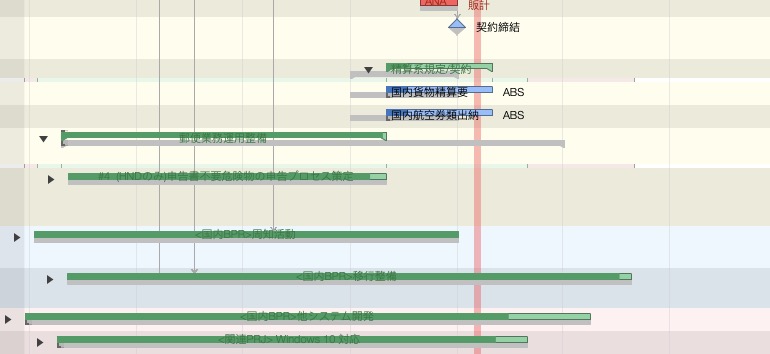 ANA
販計
契約締結
精算系規定/契約
国内貨物精算要
ABS
国内航空券類出納
ABS
郵便業務運用整備
#4_(HNDのみ)申告書不要危険物の申告プロセス策定
<国内BPR>周知活動
<国内BPR>移行整備
<国内BPR>他システム開発
<関連PRJ> Windows 10 対応